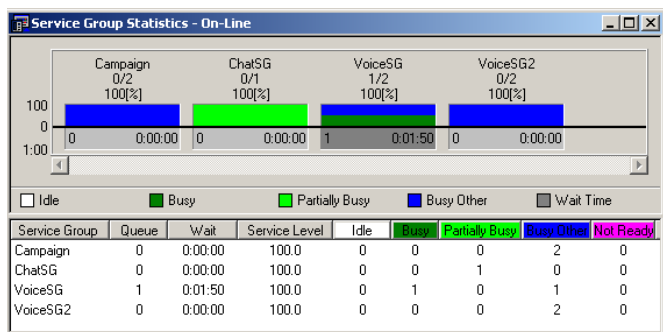 Service Group Statistics - On-Line
Campaign ChatSG VoiceSG VoiceSG2
0/2 0/1 1/2 0/2
100[%] 100[%] 100[%] 100[%]
100
0
0 0:00:00 0 0:00:00 1 0:01:50 0 0:00:00
1:00
Idle Busy Partially Busy Busy Other Wait Time
Service Group Queue Wait Service Level Idle Busy Partially Busy Busy Other Not Ready
Campaign 0 0:00:00 100.0 0 0 0 2 0
ChatSG 0 0:00:00 100.0 0 0 1 0 0
VoiceSG 1 0:01:50 100.0 0 1 0 1 0
VoiceSG2 0 0:00:00 100.0 0 0 0 2 0